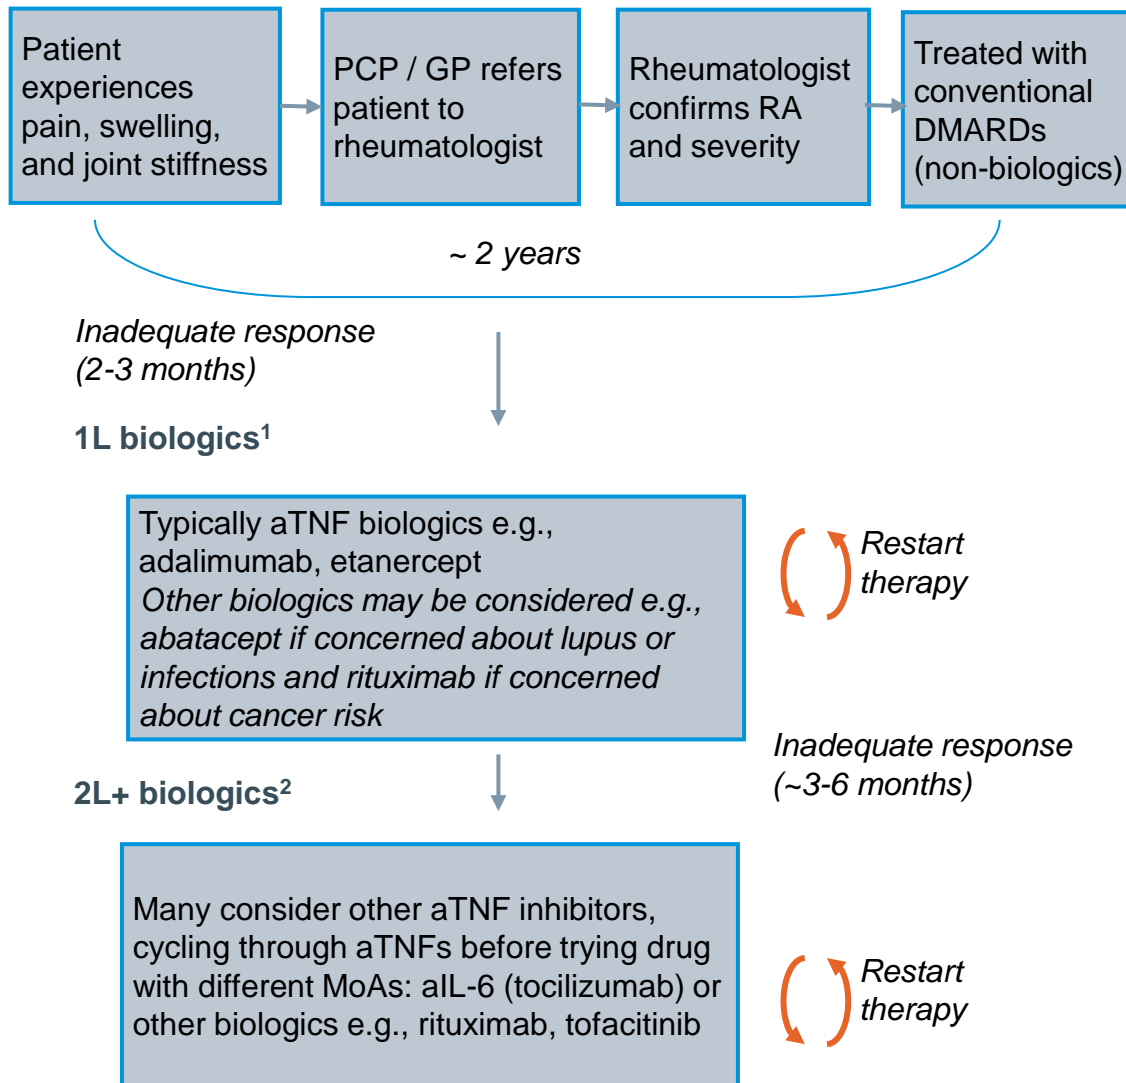 Patient
experiences
pain, swelling,
and joint stiffness
PCP / GP refers
patient to
rheumatologist
Rheumatologist
confirms RA
and severity
Treated with
conventional
DMARDs
(non-biologics)
~ 2 years
Inadequate response
(2-3 months)
1L biologics¹
Typically aTNF biologics e.g.,
adalimumab, etanercept
Other biologics may be considered e.g.,
abatacept if concerned about lupus or
infections and rituximab if concerned
about cancer risk
Restart
therapy
Inadequate response
(~3-6 months)
2L+ biologics²
Many consider other aTNF inhibitors,
cycling through aTNFs before trying drug
with different MoAs: aIL-6 (tocilizumab) or
other biologics e.g., rituximab, tofacitinib
Restart
therapy